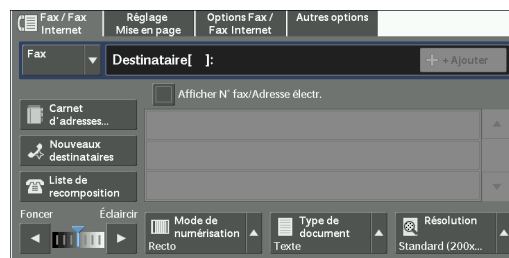 Fax / Fax
Internet
Réglage
Mise en page
Options Fax /
Fax Internet
Autres options
Fax
Destinataire[   ]:
+ + Ajouter
Afficher N° fax/Adresse électr.
Carnet
d'adresses...
Nouveaux
destinataires
Liste de
recomposition
Foncer
Éclaircir
Mode de
numérisation
Recto
Type de
document
Texte
Résolution
Standard (200x...